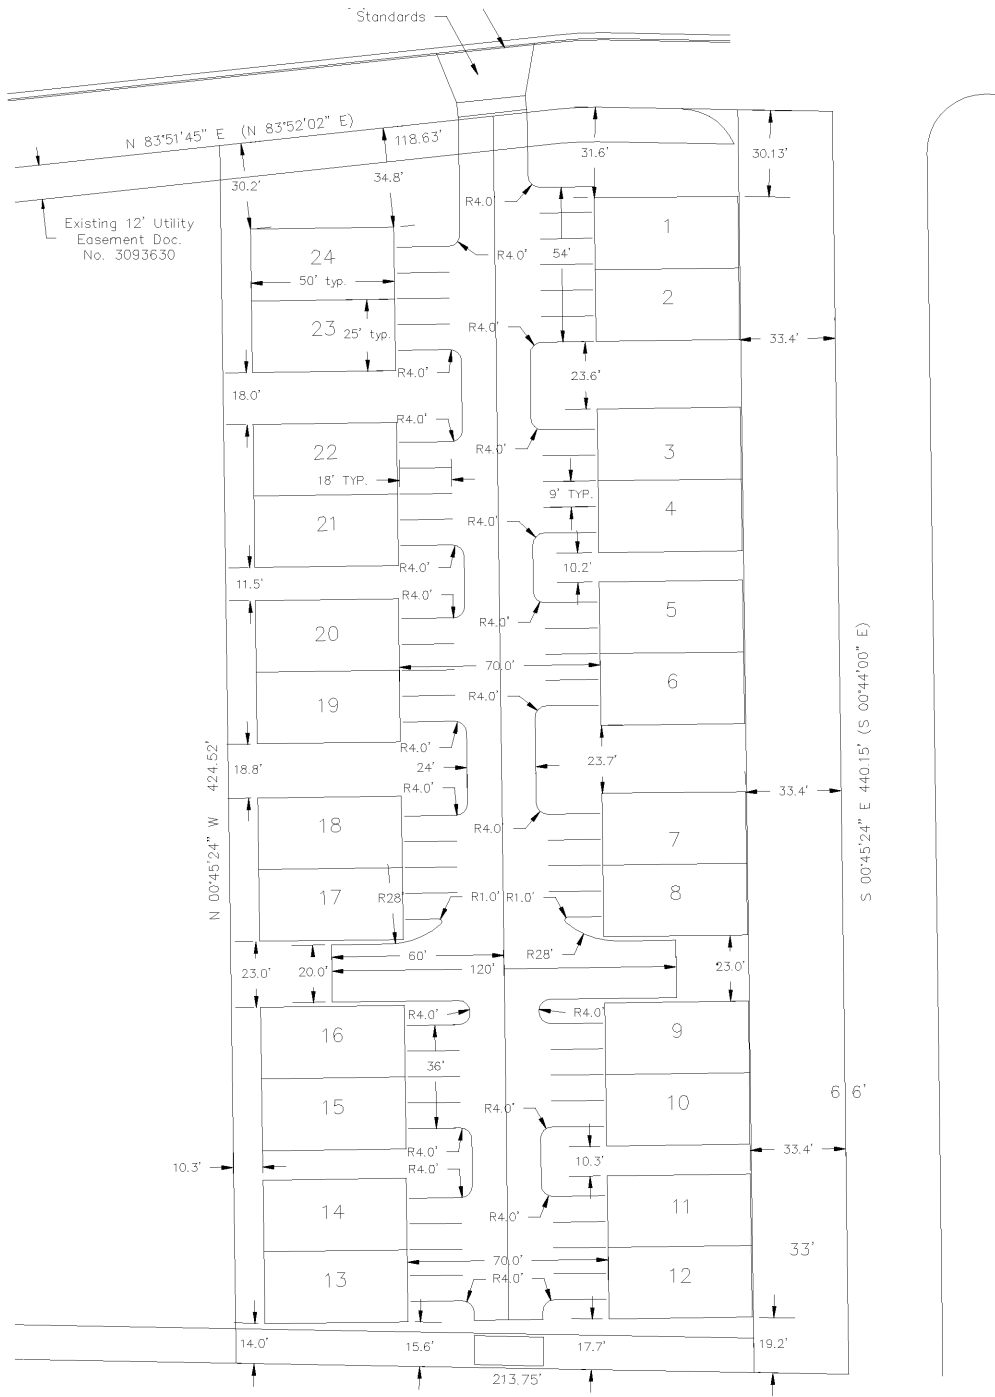 Standards
N 83°51'45" E (N 83°52'02" E)
118.63'
31.6'
30.13'
30.2'
34.8'
R4.0'
Existing 12' Utility
Easement Doc.
No. 3093630
1
54'
R4.0'
24
50' typ.
2
23
25' typ.
R4.0'
33.4'
R4.0'
23.6'
18.0'
R4.0'
R4.0'
22
3
18' TYP.
9' TYP.
21
R4.0'
4
R4.0'
10.2'
11.5'
R4.0'
5
20
R4.0'
70.0'
6
19
R4.0'
R4.0'
18.8'
24'
23.7'
R4.0'
33.4'
N 00°45'24" W 424.52'
S 00°45'24" E 440.15' (S 00°44'00" E)
18
R4.0'
7
17
R28'
R1.0'
R1.0'
8
60'
R28'
23.0'
20.0'
120'
23.0'
R4.0'
R4.0'
16
9
36'
66'
15
R4.0'
10
R4.0'
10.3'
R4.0'
10.3'
33.4'
14
R4.0'
11
33'
70.0'
13
R4.0'
12
14.0'
15.6'
17.7'
19.2'
213.75'